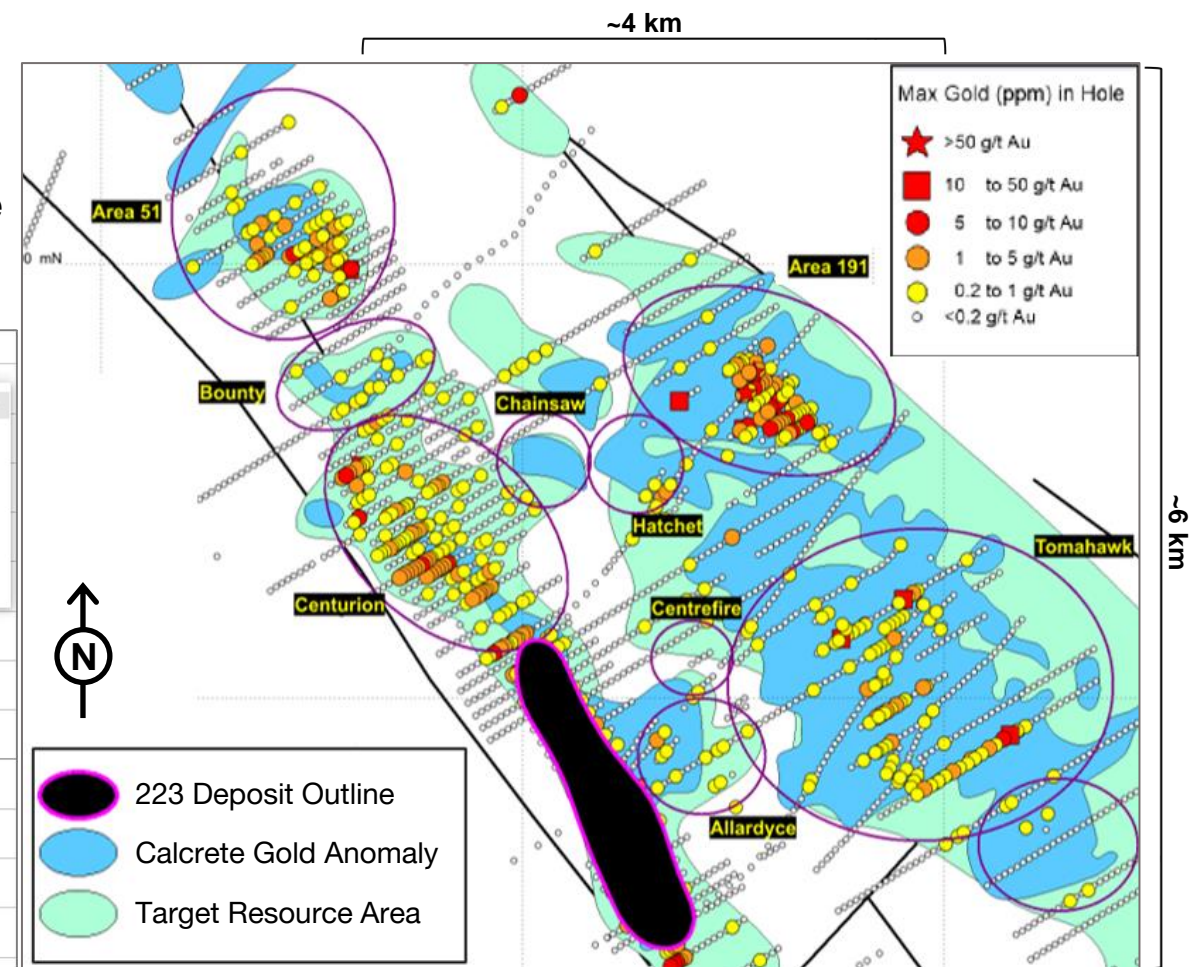 ~4 km
Max Gold (ppm) in Hole
>50 g/t Au
10 to 50 g/t Au
5 to 10 g/t Au
1 to 5 g/t Au
0.2 to 1 g/t Au
<0.2 g/t Au
e
Area 51
0 mN
Area 191
Bounty
Chainsaw
Hatchet
~6 km
Tomahawk
Centurion
Centrefire
N
223 Deposit Outline
Calcrete Gold Anomaly
Target Resource Area
Allardyce